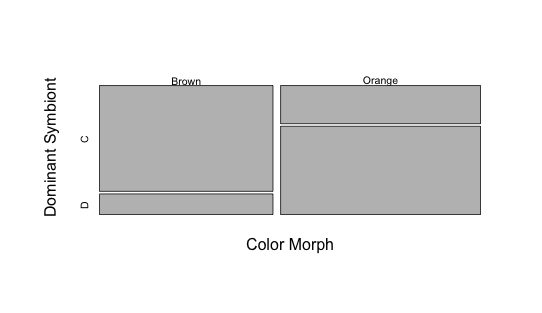 Brown
Orange
Dominant Symbiont
C
D
Color Morph